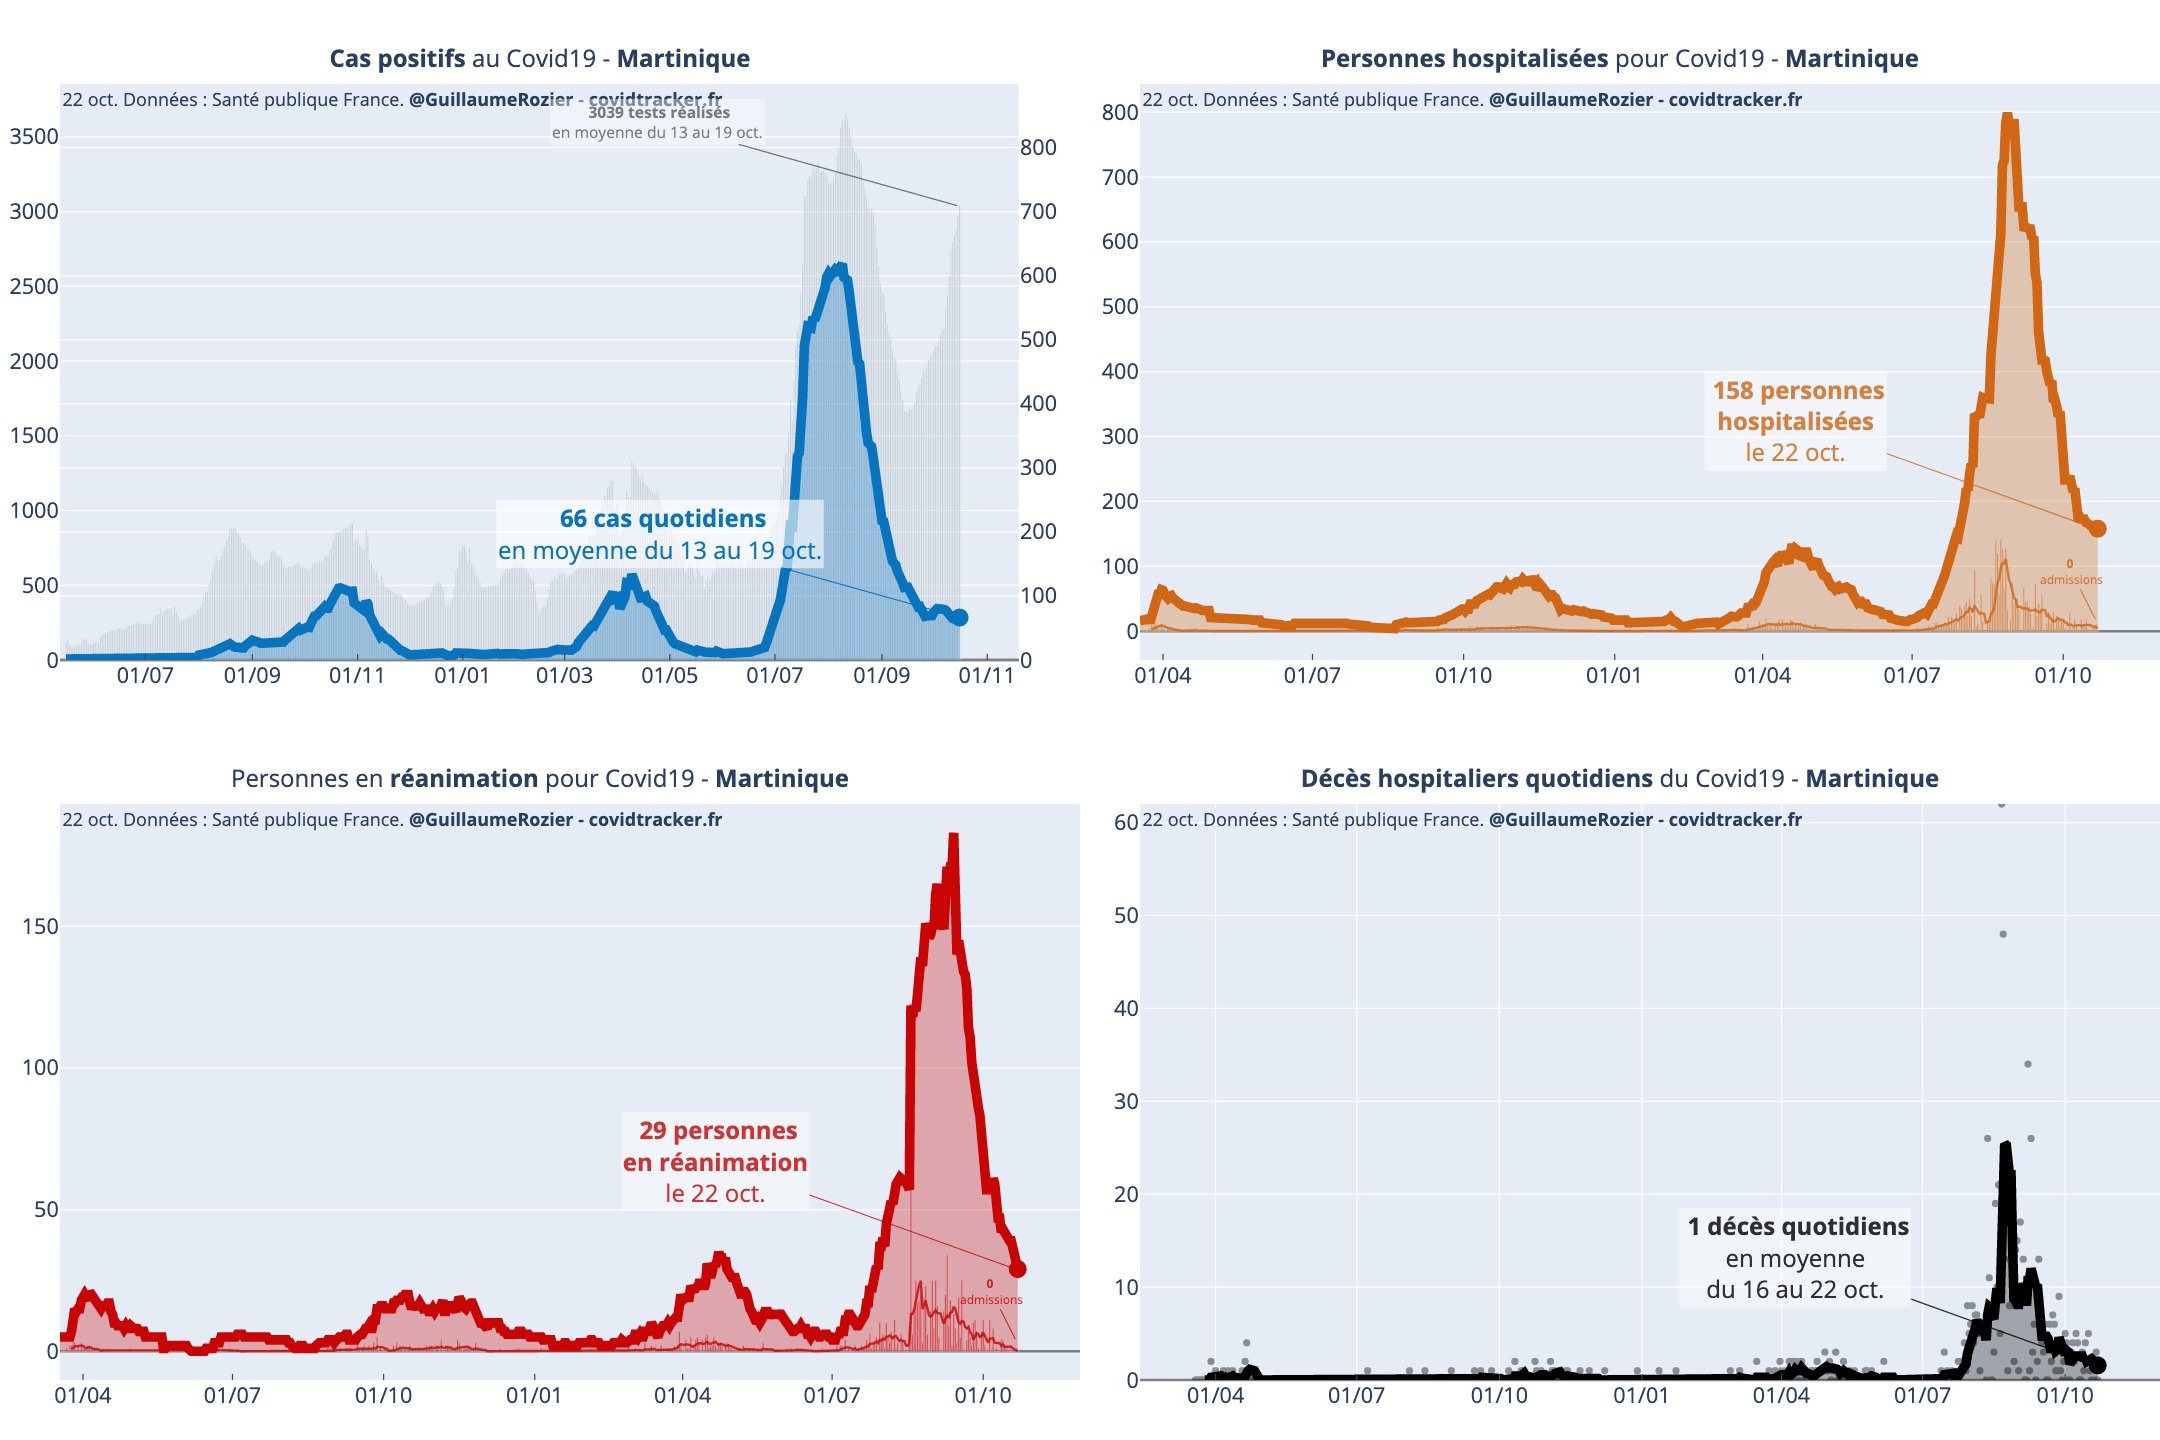 Cas positifs au Covid19 - Martinique
22 oct. Données : Santé publique France. @GuillaumeRozier - covidtracker.fr
3039 tests réalisés
en moyenne du 13 au 19 oct.
3500
3000
2500
2000
1500
1000
500
0
800
700
600
500
400
300
200
100
0
66 cas quotidiens
en moyenne du 13 au 19 oct.
01/07 01/09 01/11 01/01 01/03 01/05 01/07 01/09 01/11
Personnes hospitalisées pour Covid19 - Martinique
22 oct. Données : Santé publique France. @GuillaumeRozier - covidtracker.fr
800
700
600
500
400
300
200
100
0
158 personnes
hospitalisées
le 22 oct.
0
admissions
01/04 01/07 01/10 01/01 01/04 01/07 01/10
Personnes en réanimation pour Covid19 - Martinique
22 oct. Données : Santé publique France. @GuillaumeRozier - covidtracker.fr
150
100
50
0
29 personnes
en réanimation
le 22 oct.
0
admissions
01/04 01/07 01/10 01/01 01/04 01/07 01/10
Décès hospitaliers quotidiens du Covid19 - Martinique
22 oct. Données : Santé publique France. @GuillaumeRozier - covidtracker.fr
60
50
40
30
20
10
0
1 décès quotidiens
en moyenne
du 16 au 22 oct.
01/04 01/07 01/10 01/01 01/04 01/07 01/10